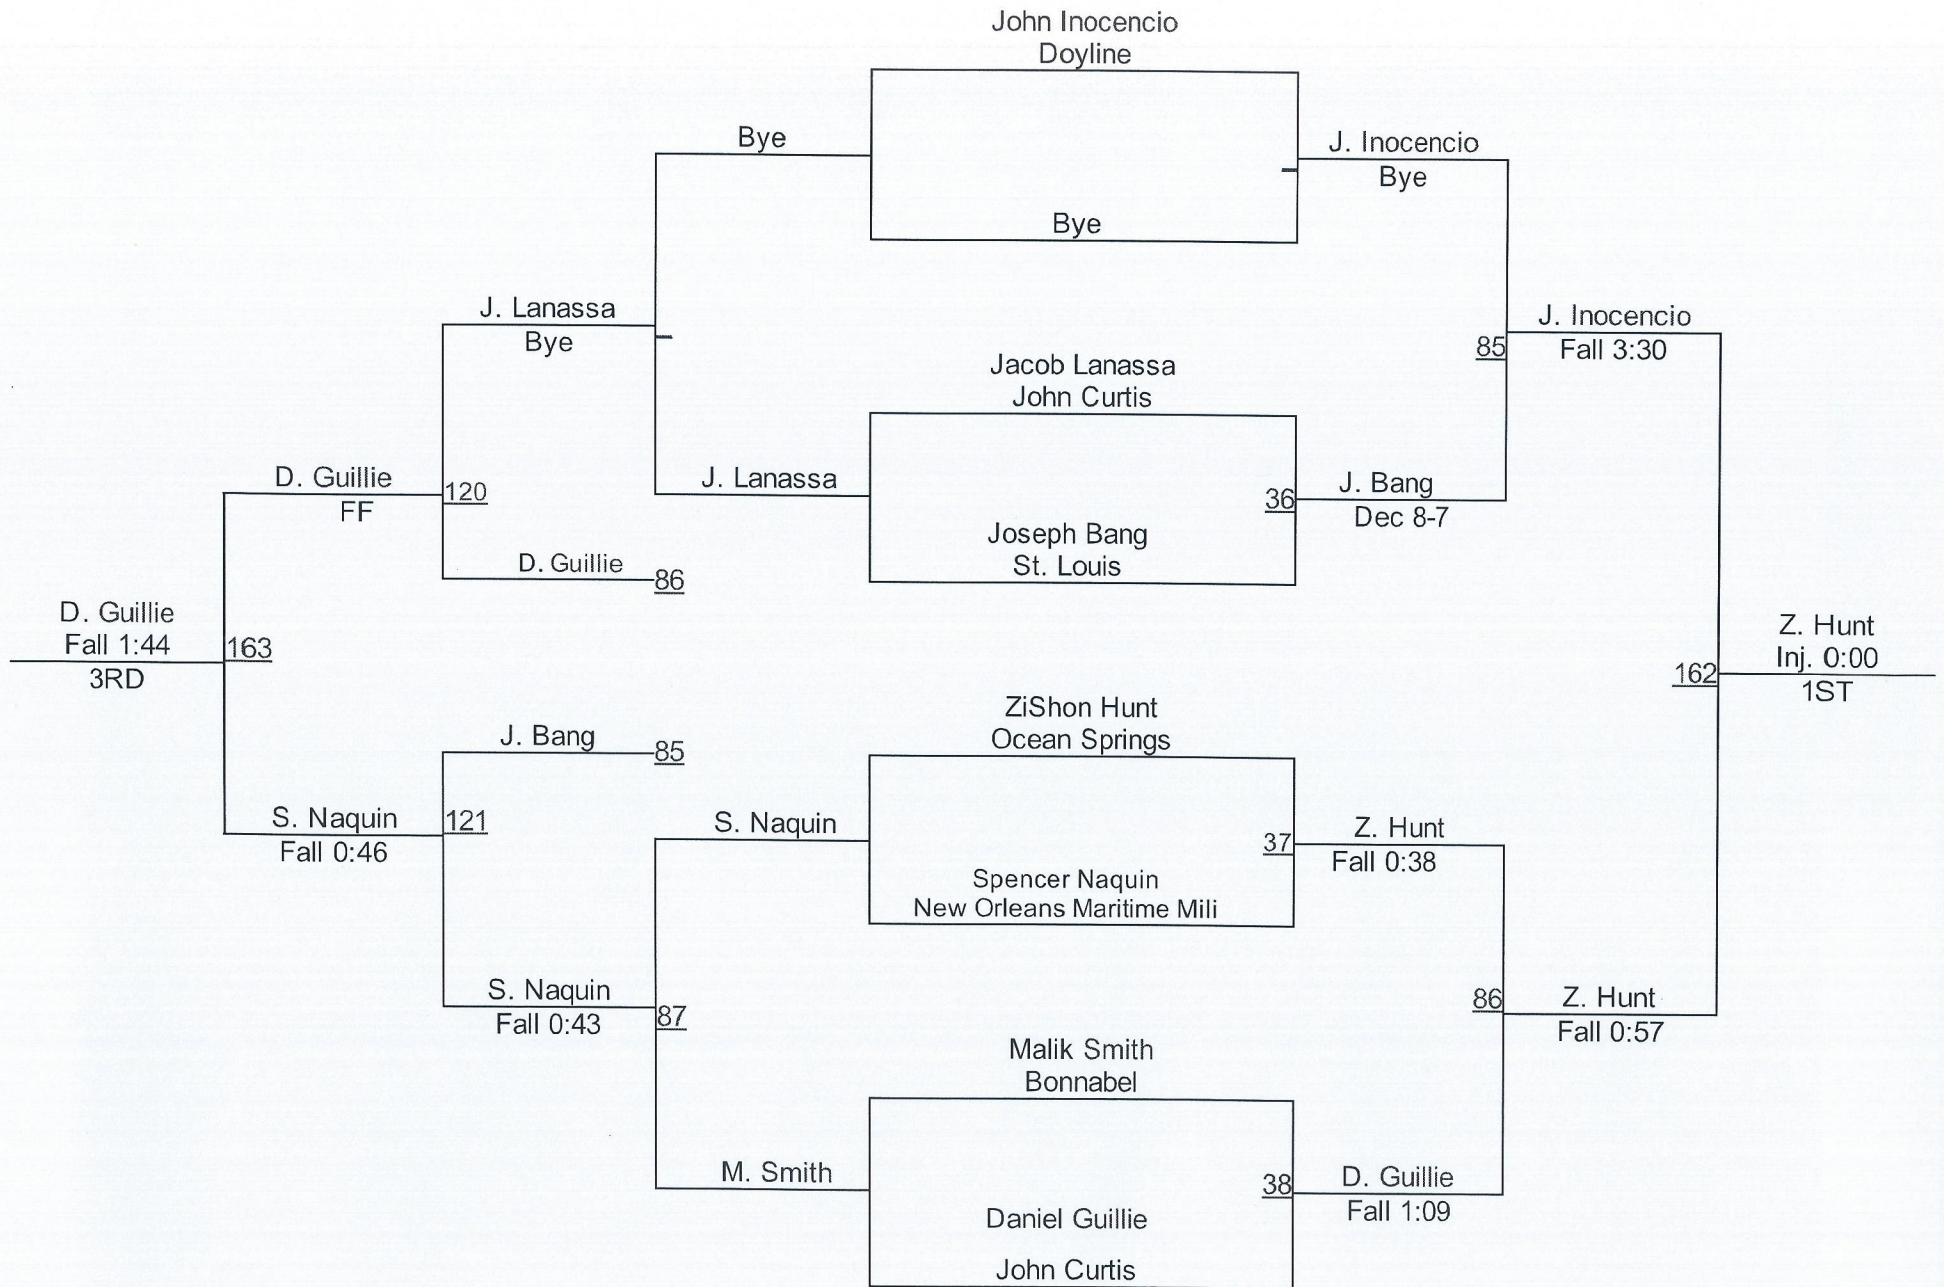 John Inocencio
Doyline
Bye
J. Inocencio
Bye
Bye
J. Lanassa
Bye
J. Inocencio
85
Fall 3:30
Jacob Lanassa
John Curtis
D. Guillie
120
FF
J. Lanassa
36
J. Bang
Dec 8-7
Joseph Bang
St. Louis
D. Guillie
86
D. Guillie
Fall 1:44
163
3RD
Z. Hunt
Inj. 0:00
162
1ST
J. Bang
85
ZiShon Hunt
Ocean Springs
S. Naquin
121
Fall 0:46
S. Naquin
37
Z. Hunt
Fall 0:38
Spencer Naquin
New Orleans Maritime Mili
S. Naquin
87
Fall 0:43
86
Z. Hunt
Fall 0:57
Malik Smith
Bonnabel
M. Smith
38
D. Guillie
Fall 1:09
Daniel Guillie
John Curtis